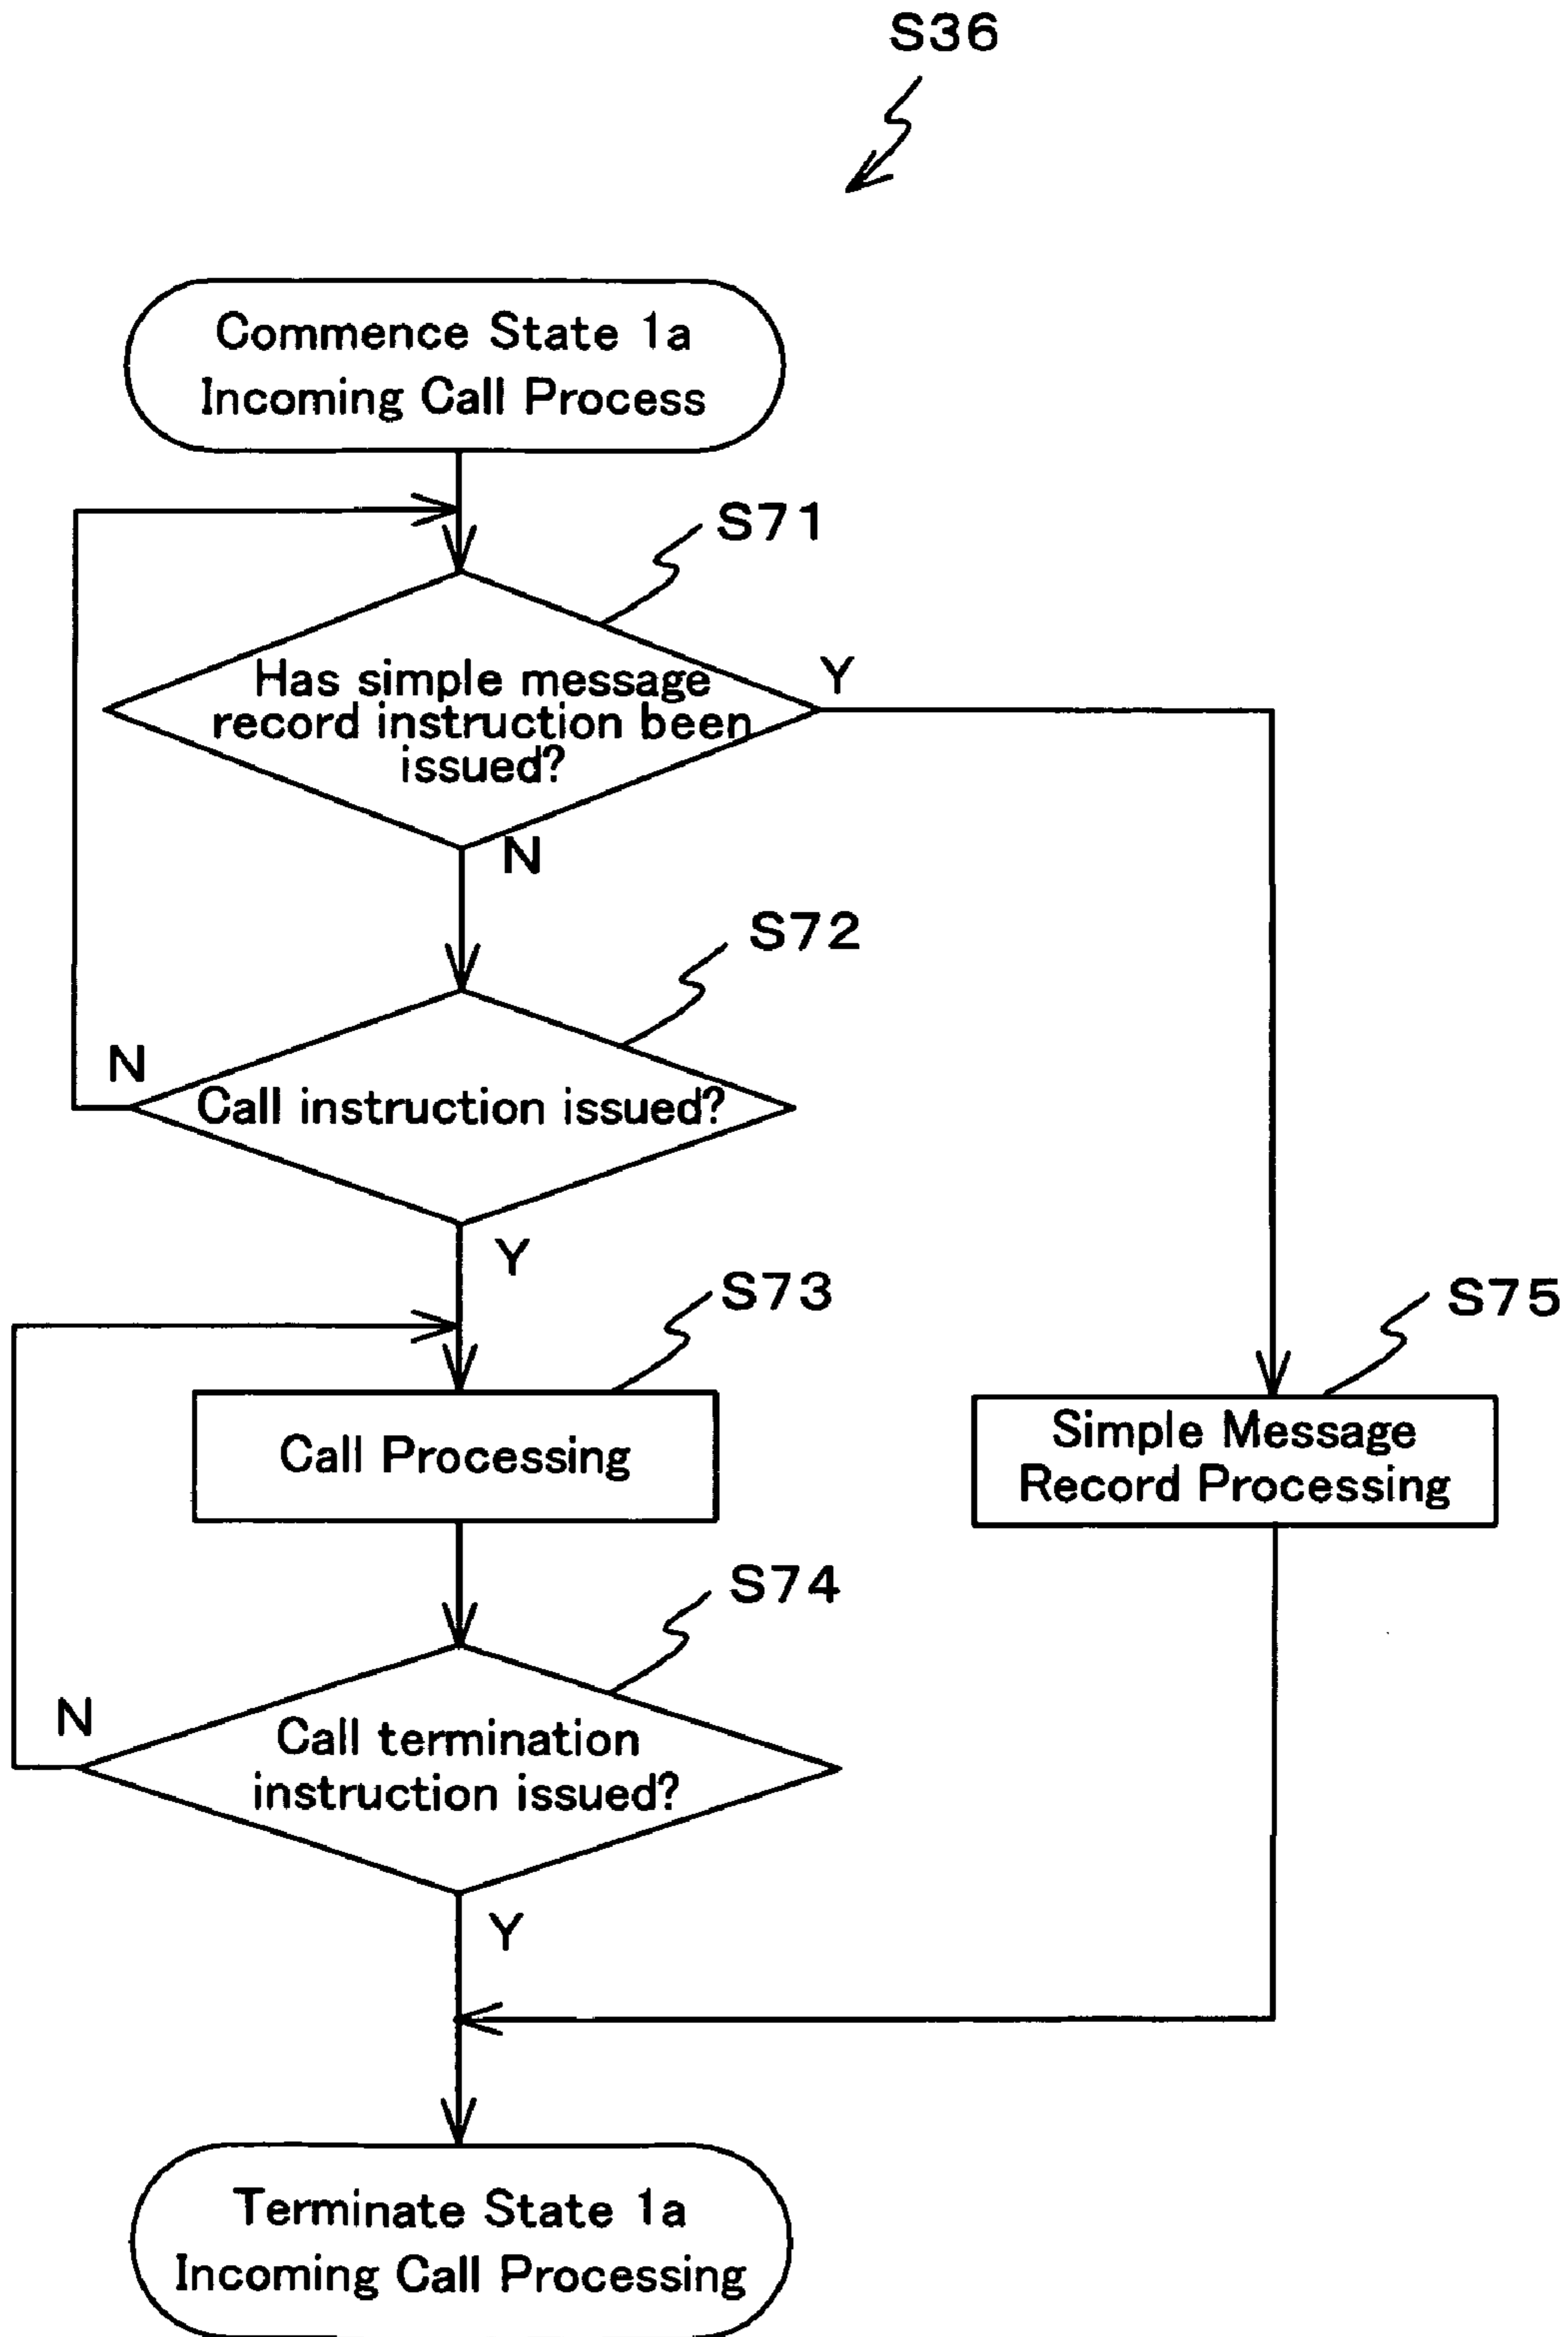 S36
Commence State 1a
Incoming Call Process
S71
Has simple message
record instruction been
issued?
Y
N
S72
N
Call instruction issued?
Y
S73
Call Processing
S75
Simple Message
Record Processing
S74
N
Call termination
instruction issued?
Y
Terminate State 1a
Incoming Call Processing